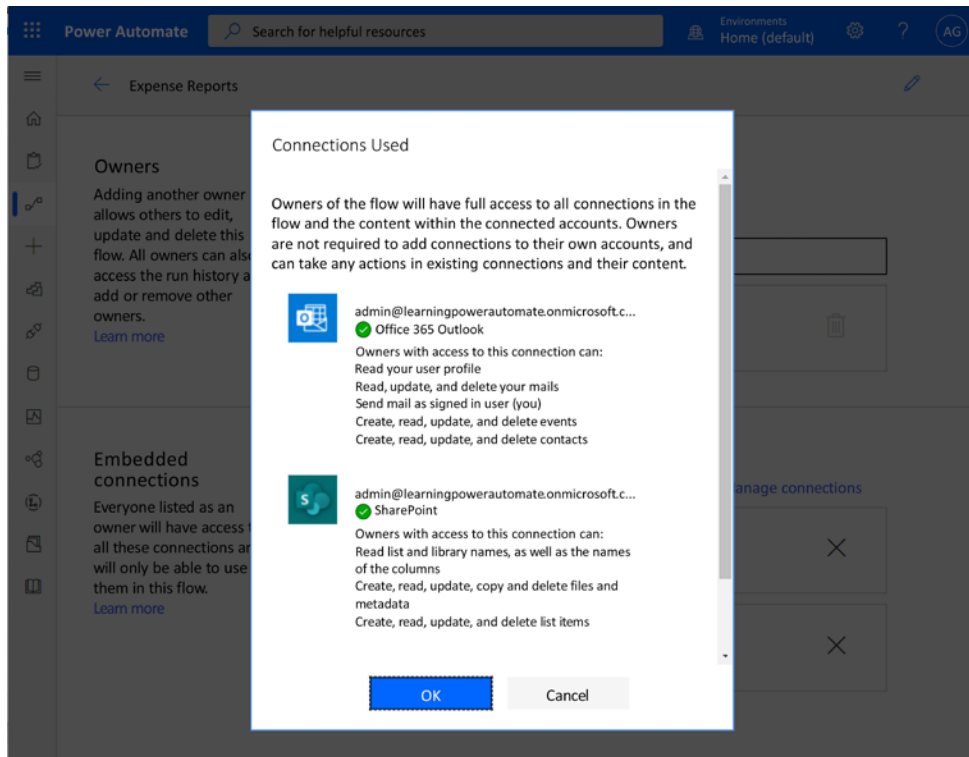 Power Automate
Search for helpful resources
Environments
Home (default)
?
AG
Expense Reports
Owners
Adding another owner
allows others to edit,
update and delete this
flow. All owners can also
access the run history a
add or remove other
owners.
Learn more
Embedded
connections
Everyone listed as an
owner will have access t
all these connections an
will only be able to use
them in this flow.
Learn more
anage connections
Connections Used
Owners of the flow will have full access to all connections in the
flow and the content within the connected accounts. Owners
are not required to add connections to their own accounts, and
can take any actions in existing connections and their content.
admin@learningpowerautomate.onmicrosoft.c...
Office 365 Outlook
Owners with access to this connection can:
Read your user profile
Read, update, and delete your mails
Send mail as signed in user (you)
Create, read, update, and delete events
Create, read, update, and delete contacts
S
admin@learningpowerautomate.onmicrosoft.c...
SharePoint
Owners with access to this connection can:
Read list and library names, as well as the names
of the columns
Create, read, update, copy and delete files and
metadata
Create, read, update, and delete list items
OK
Cancel